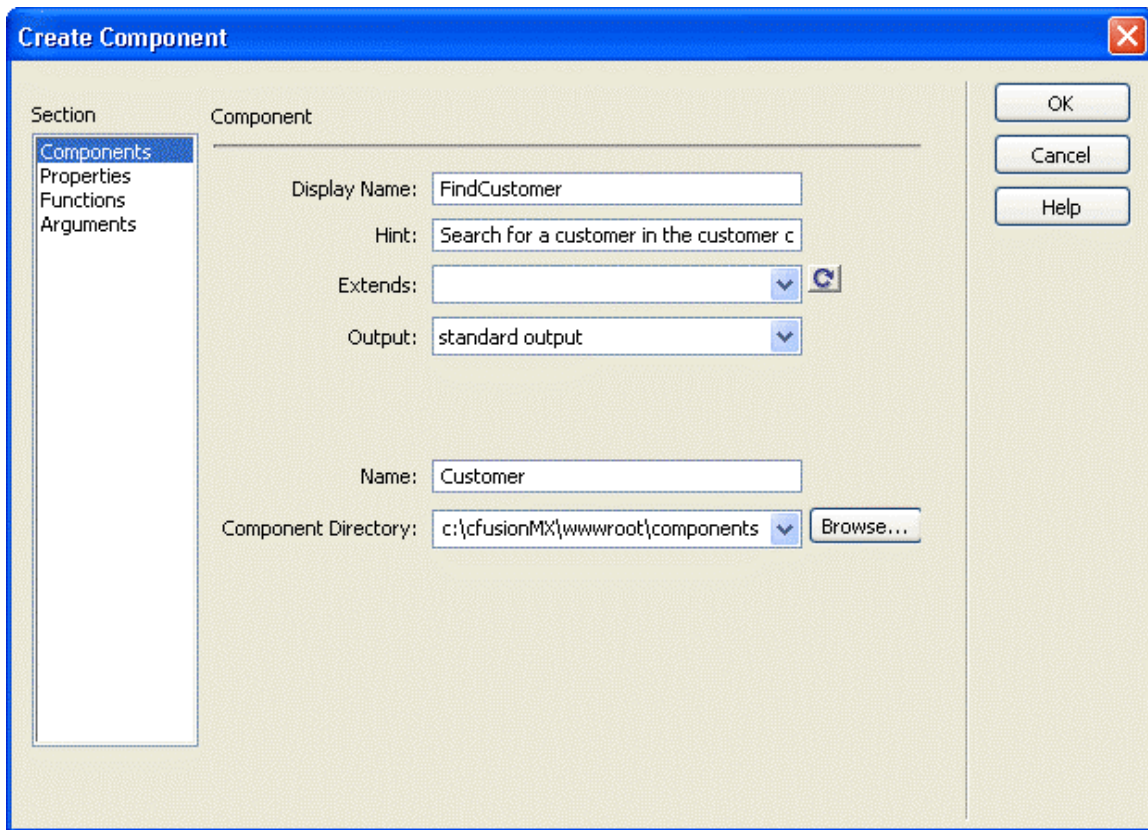 Create Component
Section
Components
Properties
Functions
Arguments
Component
Display Name: FindCustomer
Hint: Search for a customer in the customer c
Extends:
Output: standard output
Name: Customer
Component Directory: c:\cfusionMX\wwwroot\components Browse...
OK
Cancel
Help